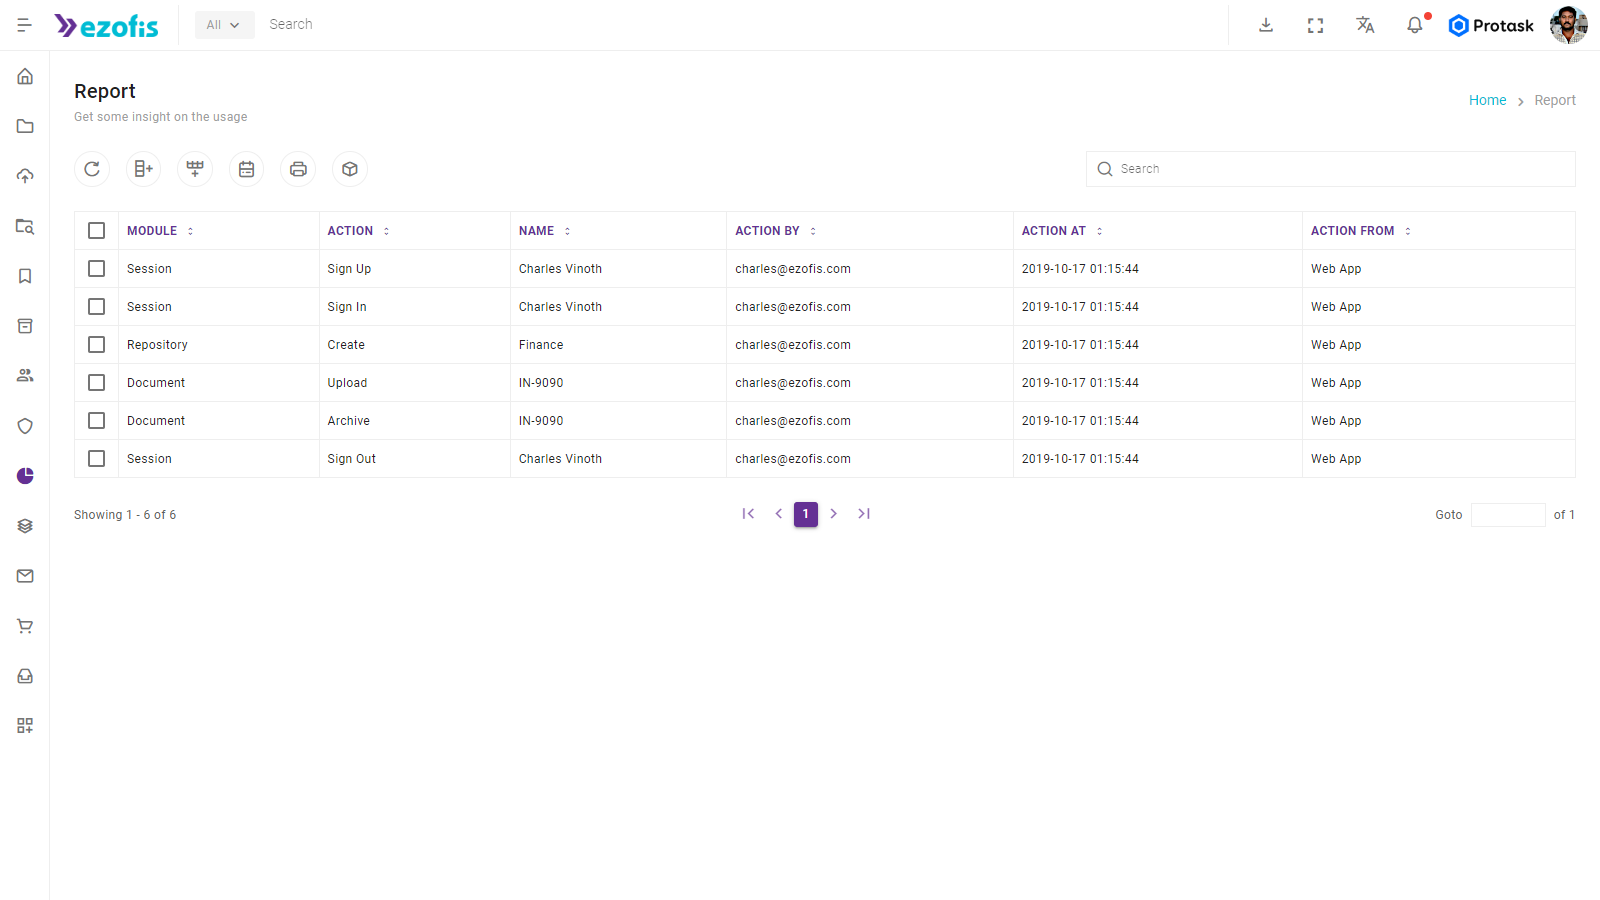 ezofis
All
Search
Protask
Report
Get some insight on the usage
Home
Report
Search
MODULE ACTION NAME ACTION BY ACTION AT ACTION FROM
Session Sign Up Charles Vinoth charles@ezofis.com 2019-10-17 01:15:44 Web App
Session Sign In Charles Vinoth charles@ezofis.com 2019-10-17 01:15:44 Web App
Repository Create Finance charles@ezofis.com 2019-10-17 01:15:44 Web App
Document Upload IN-9090 charles@ezofis.com 2019-10-17 01:15:44 Web App
Document Archive IN-9090 charles@ezofis.com 2019-10-17 01:15:44 Web App
Session Sign Out Charles Vinoth charles@ezofis.com 2019-10-17 01:15:44 Web App
Showing 1 - 6 of 6
1
Goto of 1